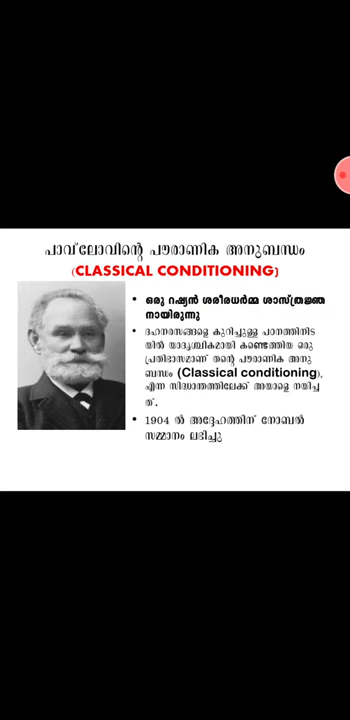 പാവ്ലോവിന്റെ പൗരാണിക അനുബന്ധം
(CLASSICAL CONDITIONING)
• ഒരു റഷ്യൻ ശരീരധർമ്മ ശാസ്ത്രജ്ഞ
നായിരുന്നു
• ദഹനരസങ്ങളെ കുറിച്ചുള്ള പഠനത്തിനിട
യിൽ യാദൃശ്ചികമായി കണ്ടെത്തിയ ഒരു
പ്രതിഭാസമാണ് തന്റെ പൗരാണിക അനു
ബന്ധം (Classical conditioning),
എന്ന സിദ്ധാന്തത്തിലേക്ക് അയാളെ നയിച്ച
ത്.
• 1904 ൽ അദ്ദേഹത്തിന് നോബൽ
സമ്മാനം ലഭിച്ചു